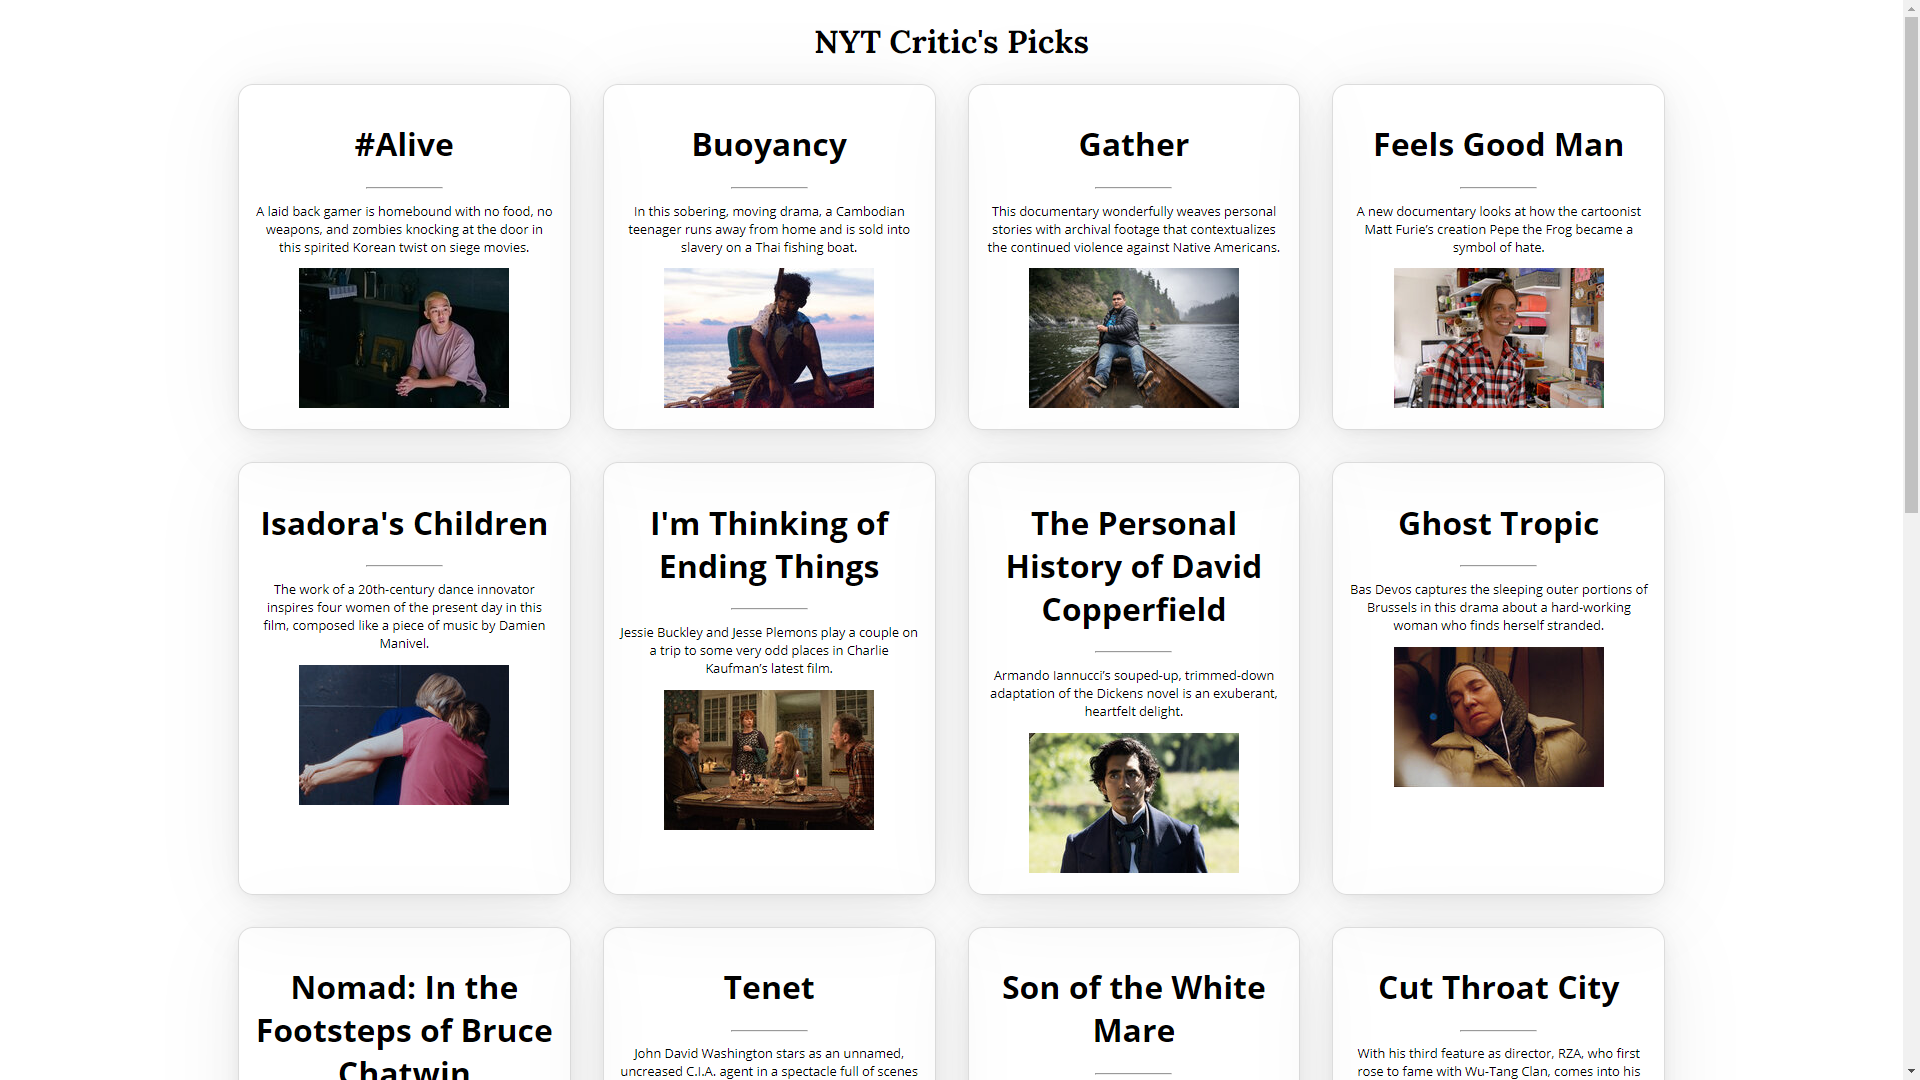 NYT Critic's Picks
#Alive
A laid back gamer is homebound with no food, no
weapons, and zombies knocking at the door in
this spirited Korean twist on siege movies.
Buoyancy
In this sobering, moving drama, a Cambodian
teenager runs away from home and is sold into
slavery on a Thai fishing boat.
Gather
This documentary wonderfully weaves personal
stories with archival footage that contextualizes
the continued violence against Native Americans.
Feels Good Man
A new documentary looks at how the cartoonist
Matt Furie’s creation Pepe the Frog became a
symbol of hate.
Isadora's Children
The work of a 20th-century dance innovator
inspires four women of the present day in this
film, composed like a piece of music by Damien
Manivel.
I'm Thinking of
Ending Things
Jessie Buckley and Jesse Plemons play a couple on
a trip to some very odd places in Charlie
Kaufman’s latest film.
The Personal
History of David
Copperfield
Armando Iannucci’s souped-up, trimmed-down
adaptation of the Dickens novel is an exuberant,
heartfelt delight.
Ghost Tropic
Bas Devos captures the sleeping outer portions of
Brussels in this drama about a hard-working
woman who finds herself stranded.
Nomad: In the
Footsteps of Bruce
Chatwin
Tenet
John David Washington stars as an unnamed,
uncreased C.I.A. agent in a spectacle full of scenes
Son of the White
Mare
Cut Throat City
With his third feature as director, RZA, who first
rose to fame with Wu-Tang Clan, comes into his